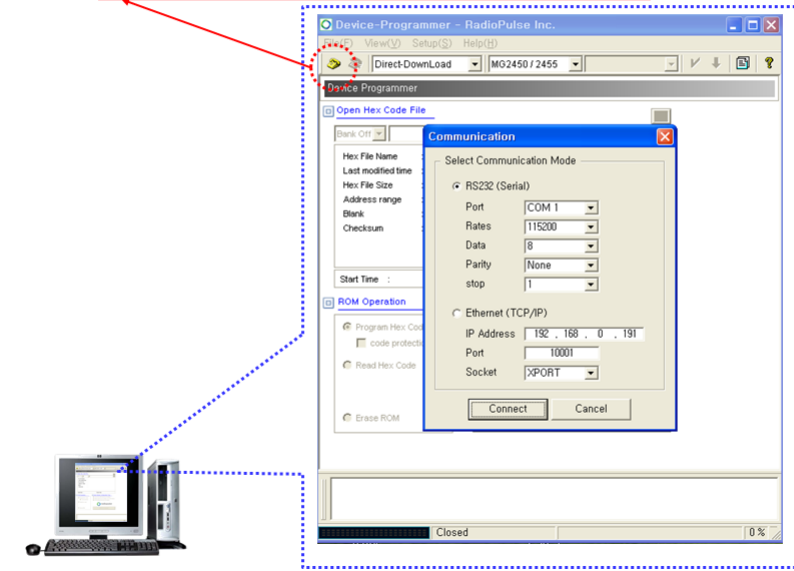 Device-Programmer - RadioPulse Inc.
File(F) View(V) Setup(S) Help(H)
Direct-DownLoad MG2450 / 2455
Device Programmer
Open Hex Code File
Bank Off
Hex File Name :
Last modified time :
Hex File Size :
Address range :
Blank :
Checksum :
Start Time :
ROM Operation
Program Hex Cod
code protecti
Read Hex Code
Erase ROM
Communication
Select Communication Mode
RS232 (Serial)
Port COM 1
Rates 115200
Data 8
Parity None
stop 1
Ethernet (TCP/IP)
IP Address 192 . 168 . 0 . 191
Port 10001
Socket XPORT
Connect Cancel
Closed 0 %